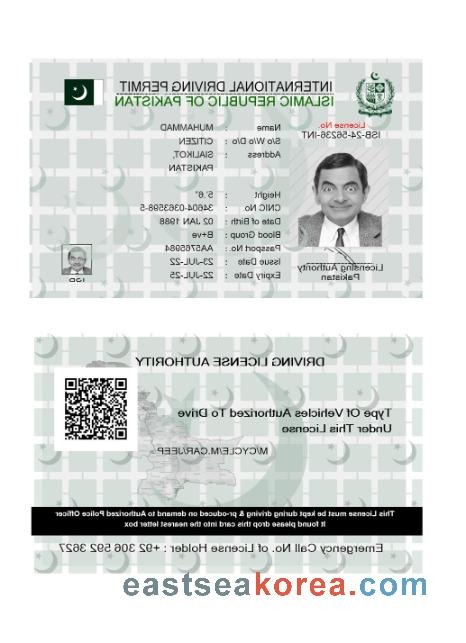 INTERNATIONAL DRIVING PERMIT
ISLAMIC REPUBLIC OF PAKISTAN
License No.
ISB-24-56236-INT
Name : MUHAMMAD
S/o W/o D/o : CITIZEN
Address : SIALKOT,
PAKISTAN
Height : 5.6"
CNIC No : 34604-0363598-5
Date of Birth : 02 JAN 1988
Blood Group : B+ve
Passport No. : AA5765984
Issue Date : 23-JUL-22
Expiry Date : 22-JUL-25
Licensing Authority
Pakistan
DRIVING LICENSE AUTHORITY
Type Of Vehicles Authorized To Drive
Under This License
M/CYCLE/M.CAR/JEEP
This License must be kept during driving & produced on demand to Authorized Police Officer
It found please drop this card into the nearest letter box
Emergency Call No. of License Holder : +92 306 592 3627
eastseakorea.com